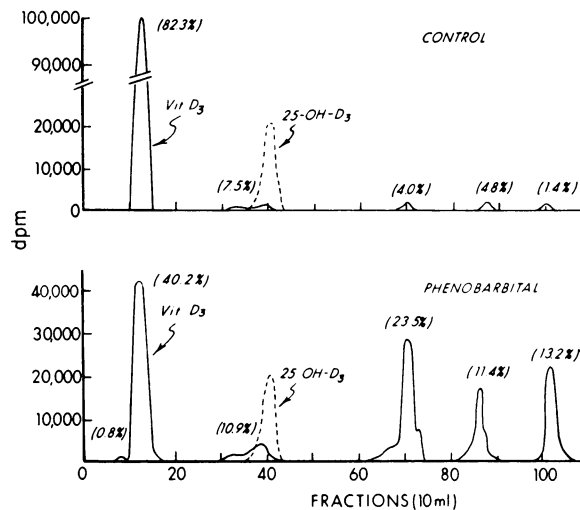 100,000
(82.3%)
CONTROL
90,000
Vit D3
25-OH-D3
20,000
10,000
(7.5%)
(4.0%)
(4.8%)
(1.4%)
0
dpm
40,000
(40.2%)
PHENOBARBITAL
Vit D3
(23.5%)
30,000
25 OH-D3
20,000
(13.2%)
(11.4%)
10,000
(0.8%)
(10.9%)
0 20 40 60 80 100
FRACTIONS (10ml)